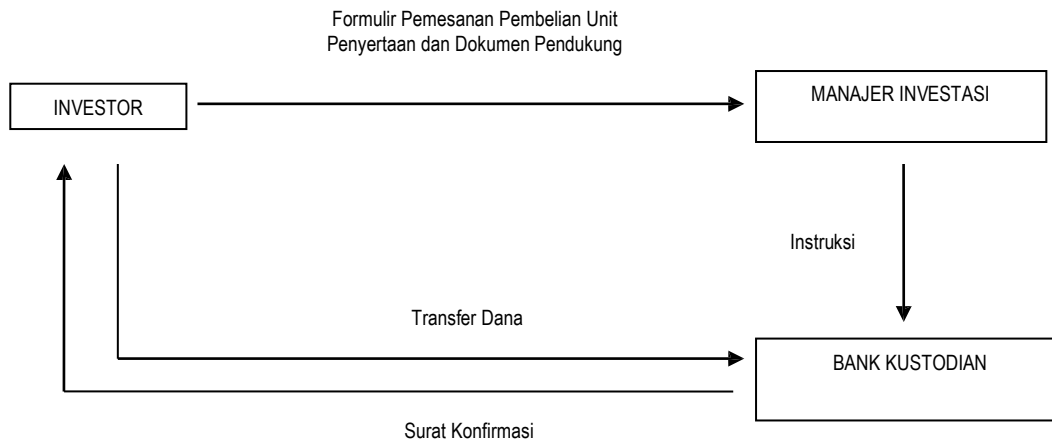 Formulir Pemesanan Pembelian Unit
Penyertaan dan Dokumen Pendukung
INVESTOR
MANAJER INVESTASI
Instruksi
Transfer Dana
BANK KUSTODIAN
Surat Konfirmasi